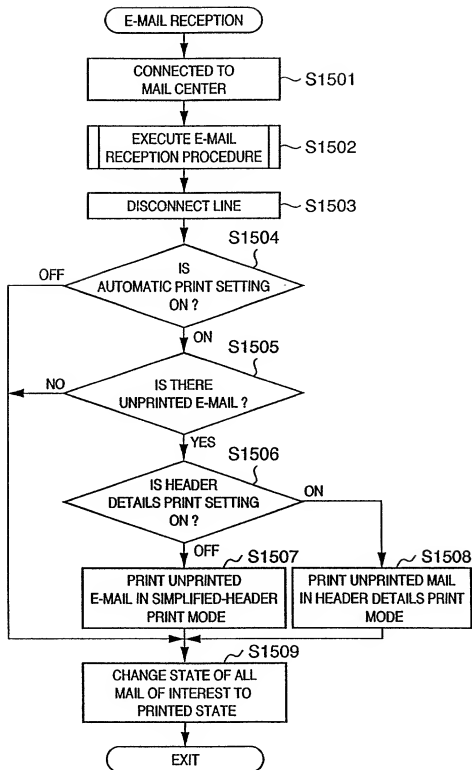 E-MAIL RECEPTION
CONNECTED TO
MAIL CENTER
S1501
EXECUTE E-MAIL
RECEPTION PROCEDURE
S1502
DISCONNECT LINE
S1503
S1504
OFF
IS
AUTOMATIC PRINT SETTING
ON ?
ON
S1505
NO
IS THERE
UNPRINTED E-MAIL ?
YES
S1506
IS HEADER
DETAILS PRINT SETTING
ON ?
ON
OFF
S1507
S1508
PRINT UNPRINTED
E-MAIL IN SIMPLIFIED-HEADER
PRINT MODE
PRINT UNPRINTED MAIL
IN HEADER DETAILS PRINT
MODE
S1509
CHANGE STATE OF ALL
MAIL OF INTEREST TO
PRINTED STATE
EXIT